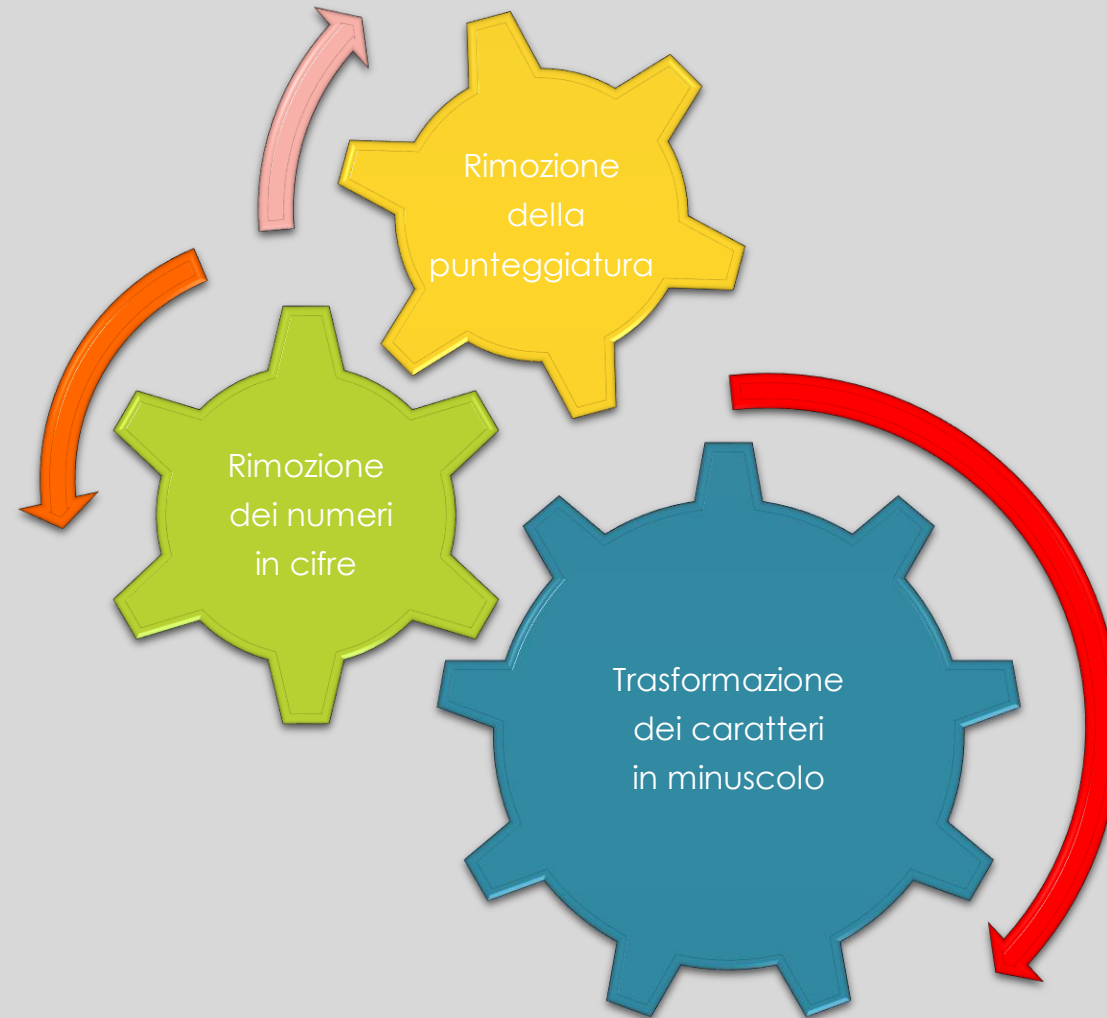 Rimozione
della
punteggiatura
Rimozione
dei numeri
in cifre
Trasformazione
dei caratteri
in minuscolo